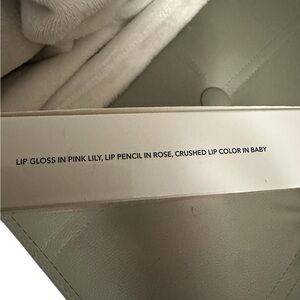 LIP GLOSS IN PINK LILY, LIP PENCIL IN ROSE, CRUSHED LIP COLOR IN BABY